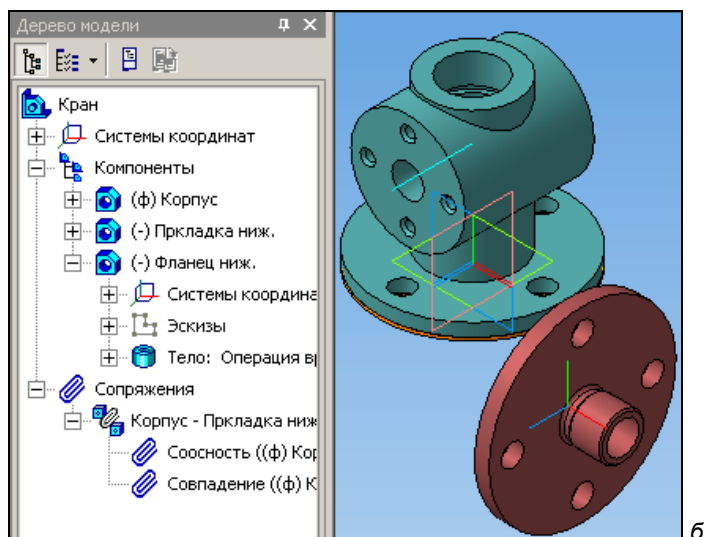 Дерево модели
Кран
Системы координат
Компоненты
(ф) Корпус
(-) Пркладка ниж.
(-) Фланец ниж.
Системы координа
Эскизы
Тело: Операция вр
Сопряжения
Корпус - Пркладка ниж
Соосность ((ф) Кор
Совпадение ((ф) К
б